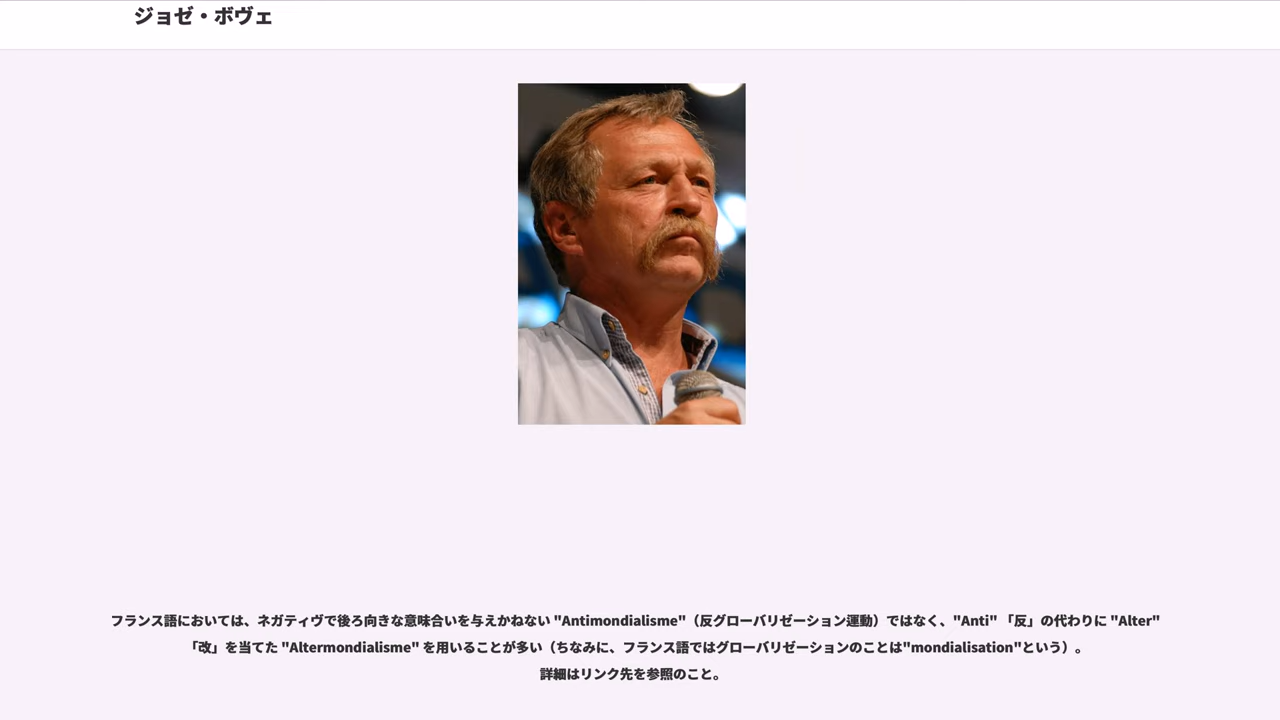 ジョゼ・ボヴェ
フランス語においては、ネガティヴで後ろ向きな意味合いを与えかねない "Antimondialisme"（反グローバリゼーション運動）ではなく、"Anti" 「反」の代わりに "Alter"
「改」を当てた "Altermondialisme" を用いることが多い（ちなみに、フランス語ではグローバリゼーションのことは"mondialisation"という）。
詳細はリンク先を参照のこと。